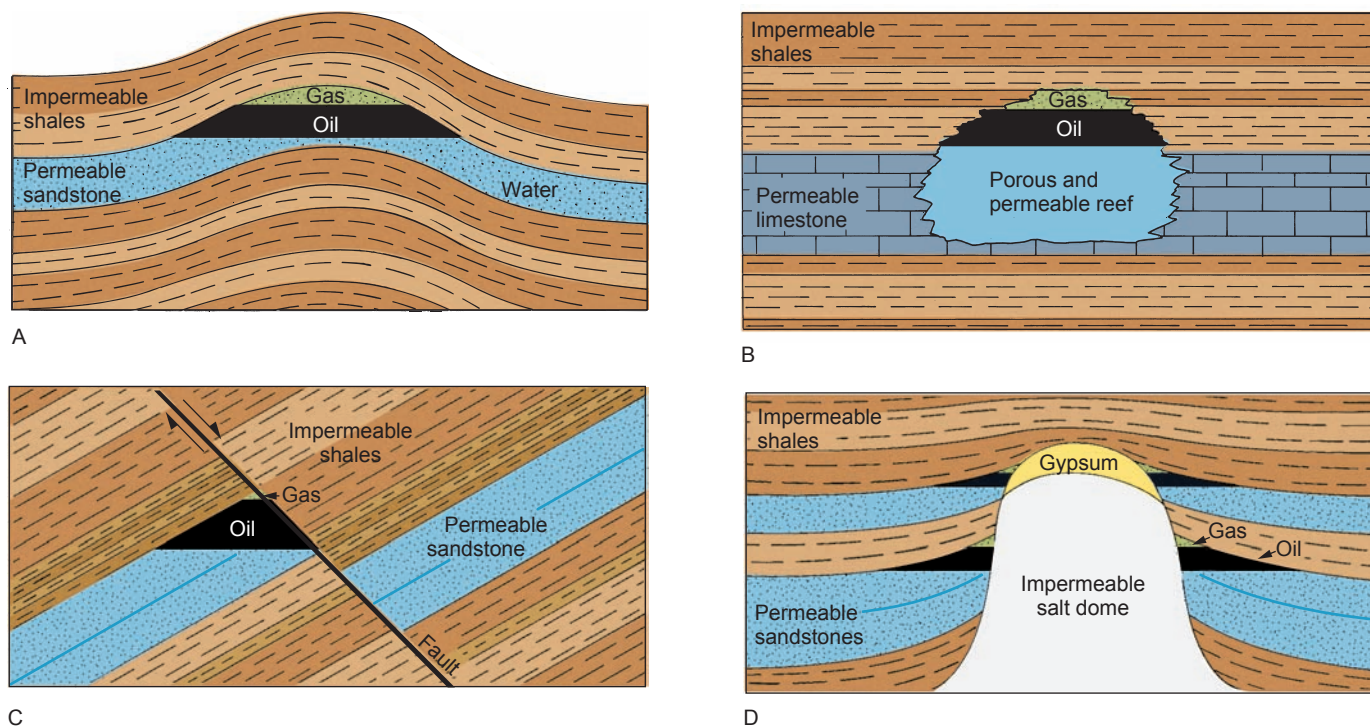 Impermeable
shales
Gas
Oil
Permeable
sandstone
Water
A
Impermeable
shales
Gas
Oil
Permeable
limestone
Porous and
permeable reef
B
Impermeable
shales
Gas
Oil
Permeable
sandstone
Fault
C
Impermeable
shales
Gypsum
Gas
Oil
Impermeable
salt dome
Permeable
sandstones
D